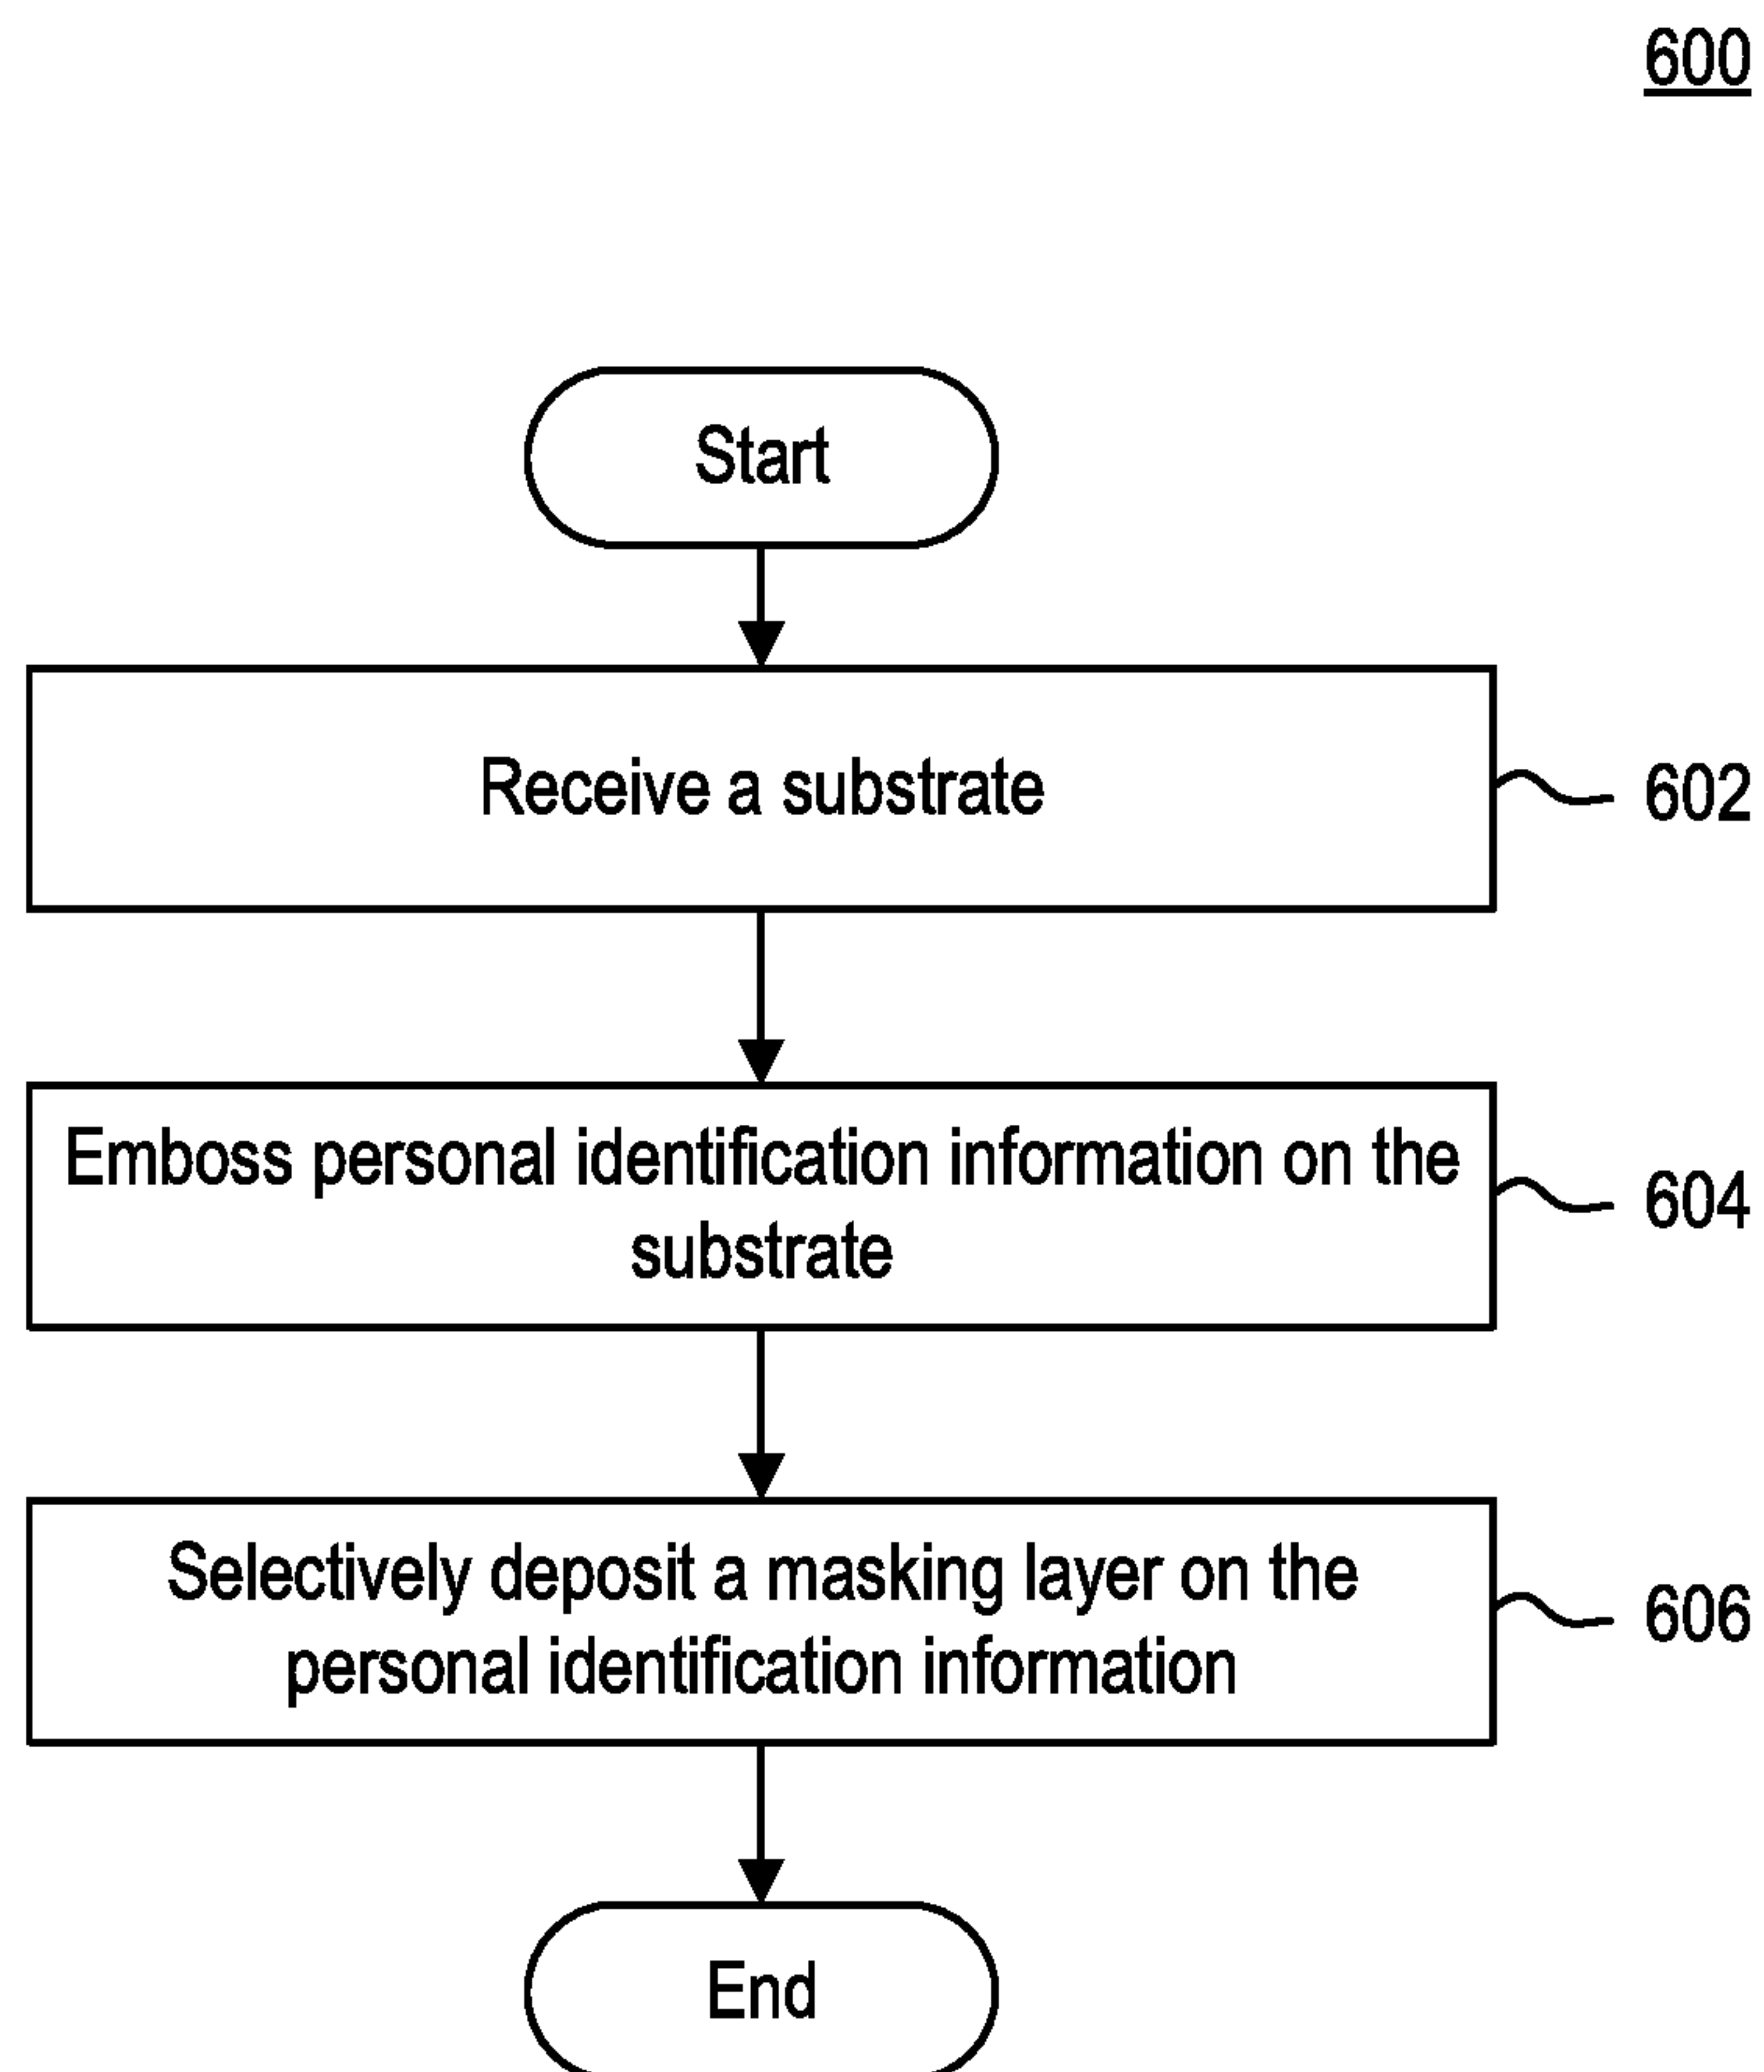 600
Start
Receive a substrate
602
Emboss personal identification information on the
substrate
604
Selectively deposit a masking layer on the
personal identification information
606
End